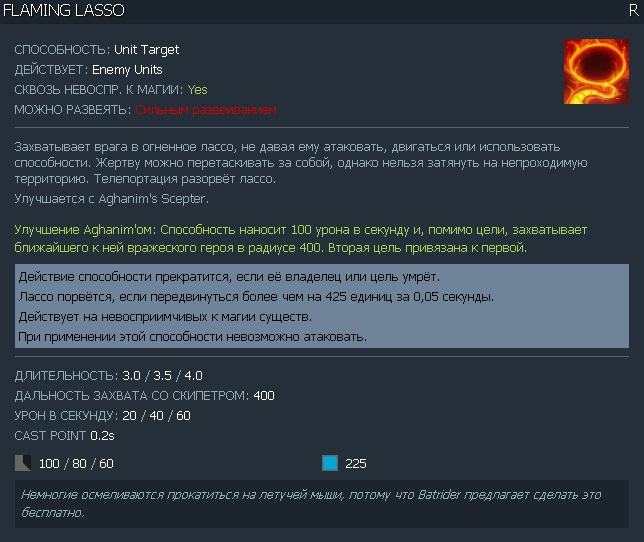 FLAMING LASSO R
СПОСОБНОСТЬ: Unit Target
ДЕЙСТВУЕТ: Enemy Units
СКВОЗЬ НЕВОСПР. К МАГИИ: Yes
МОЖНО РАЗВЕЯТЬ: Сильным развеиванием
Захватывает врага в огненное лассо, не давая ему атаковать, двигаться или использовать
способности. Жертву можно перетаскивать за собой, однако нельзя затянуть на непроходимую
территорию. Телепортация разорвёт лассо.
Улучшается с Aghanim's Scepter.
Улучшение Aghanim'ом: Способность наносит 100 урона в секунду и, помимо цели, захватывает
ближайшего к ней вражеского героя в радиусе 400. Вторая цель привязана к первой.
Действие способности прекратится, если её владелец или цель умрёт.
Лассо порвётся, если передвинуться более чем на 425 единиц за 0,05 секунды.
Действует на невосприимчивых к магии существ.
При применении этой способности невозможно атаковать.
ДЛИТЕЛЬНОСТЬ: 3.0 / 3.5 / 4.0
ДАЛЬНОСТЬ ЗАХВАТА СО СКИПЕТРОМ: 400
УРОН В СЕКУНДУ: 20 / 40 / 60
CAST POINT 0.2s
100 / 80 / 60 225
Немногие осмеливаются прокатиться на летучей мыши, потому что Batrider предлагает сделать это
бесплатно.